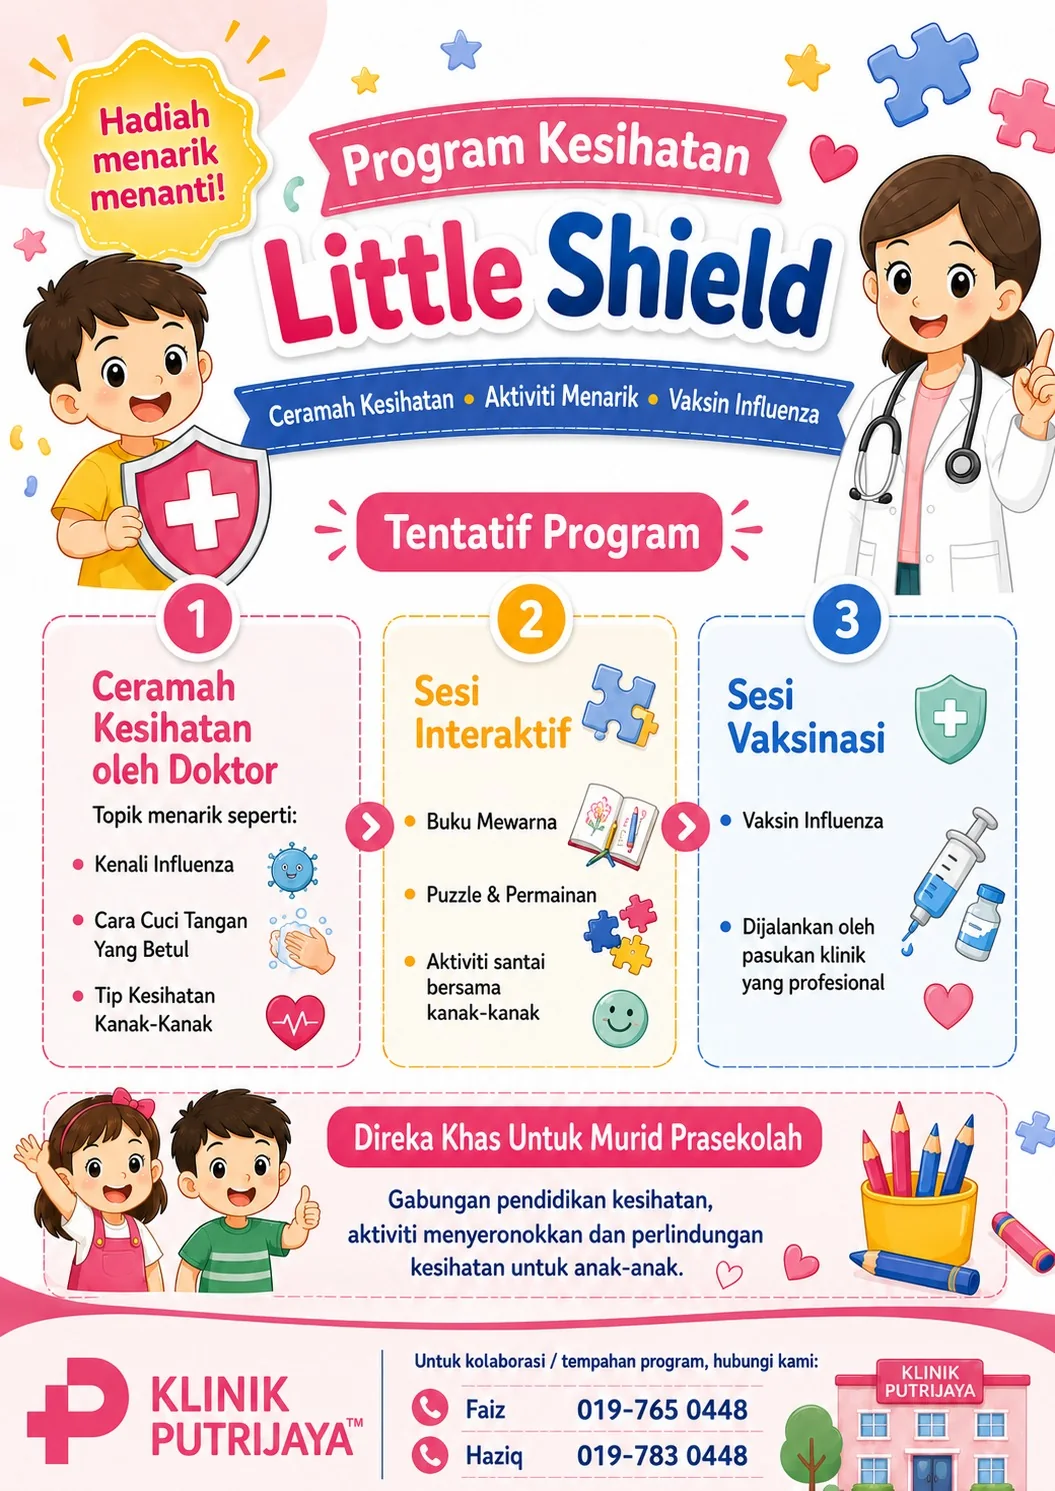 Hadiah
menarik
menanti!
Program Kesihatan
Little Shield
Ceramah Kesihatan • Aktiviti Menarik • Vaksin Influenza
Tentatif Program
1
Ceramah
Kesihatan
oleh Doktor
Topik menarik seperti:
• Kenali Influenza
• Cara Cuci Tangan
Yang Betul
• Tip Kesihatan
Kanak-Kanak
2
Sesi
Interaktif
• Buku Mewarna
• Puzzle & Permainan
• Aktiviti santai
bersama
kanak-kanak
3
Sesi
Vaksinasi
• Vaksin Influenza
• Dijalankan oleh
pasukan klinik
yang profesional
Direka Khas Untuk Murid Prasekolah
Gabungan pendidikan kesihatan,
aktiviti menyeronokkan dan perlindungan
kesihatan untuk anak-anak.
KLINIK
PUTRIJAYA™
Untuk kolaborasi / tempahan program, hubungi kami:
Faiz 019-765 0448
Haziq 019-783 0448
KLINIK
PUTRIJAYA